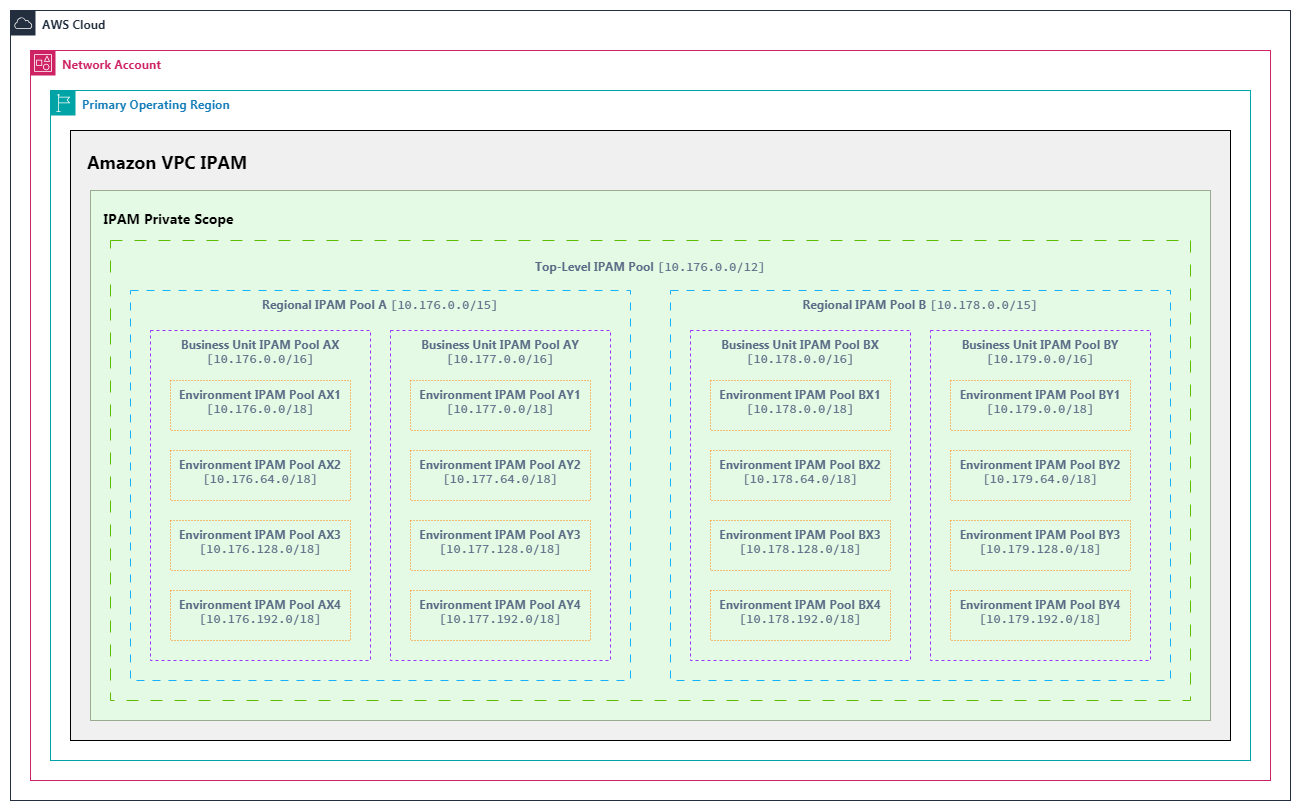 AWS Cloud
Network Account
Primary Operating Region
Amazon VPC IPAM
IPAM Private Scope
Top-Level IPAM Pool [10.176.0.0/12]
Regional IPAM Pool A [10.176.0.0/15]
Business Unit IPAM Pool AX
[10.176.0.0/16]
Environment IPAM Pool AX1
[10.176.0.0/18]
Environment IPAM Pool AX2
[10.176.64.0/18]
Environment IPAM Pool AX3
[10.176.128.0/18]
Environment IPAM Pool AX4
[10.176.192.0/18]
Business Unit IPAM Pool AY
[10.177.0.0/16]
Environment IPAM Pool AY1
[10.177.0.0/18]
Environment IPAM Pool AY2
[10.177.64.0/18]
Environment IPAM Pool AY3
[10.177.128.0/18]
Environment IPAM Pool AY4
[10.177.192.0/18]
Regional IPAM Pool B [10.178.0.0/15]
Business Unit IPAM Pool BX
[10.178.0.0/16]
Environment IPAM Pool BX1
[10.178.0.0/18]
Environment IPAM Pool BX2
[10.178.64.0/18]
Environment IPAM Pool BX3
[10.178.128.0/18]
Environment IPAM Pool BX4
[10.178.192.0/18]
Business Unit IPAM Pool BY
[10.179.0.0/16]
Environment IPAM Pool BY1
[10.179.0.0/18]
Environment IPAM Pool BY2
[10.179.64.0/18]
Environment IPAM Pool BY3
[10.179.128.0/18]
Environment IPAM Pool BY4
[10.179.192.0/18]